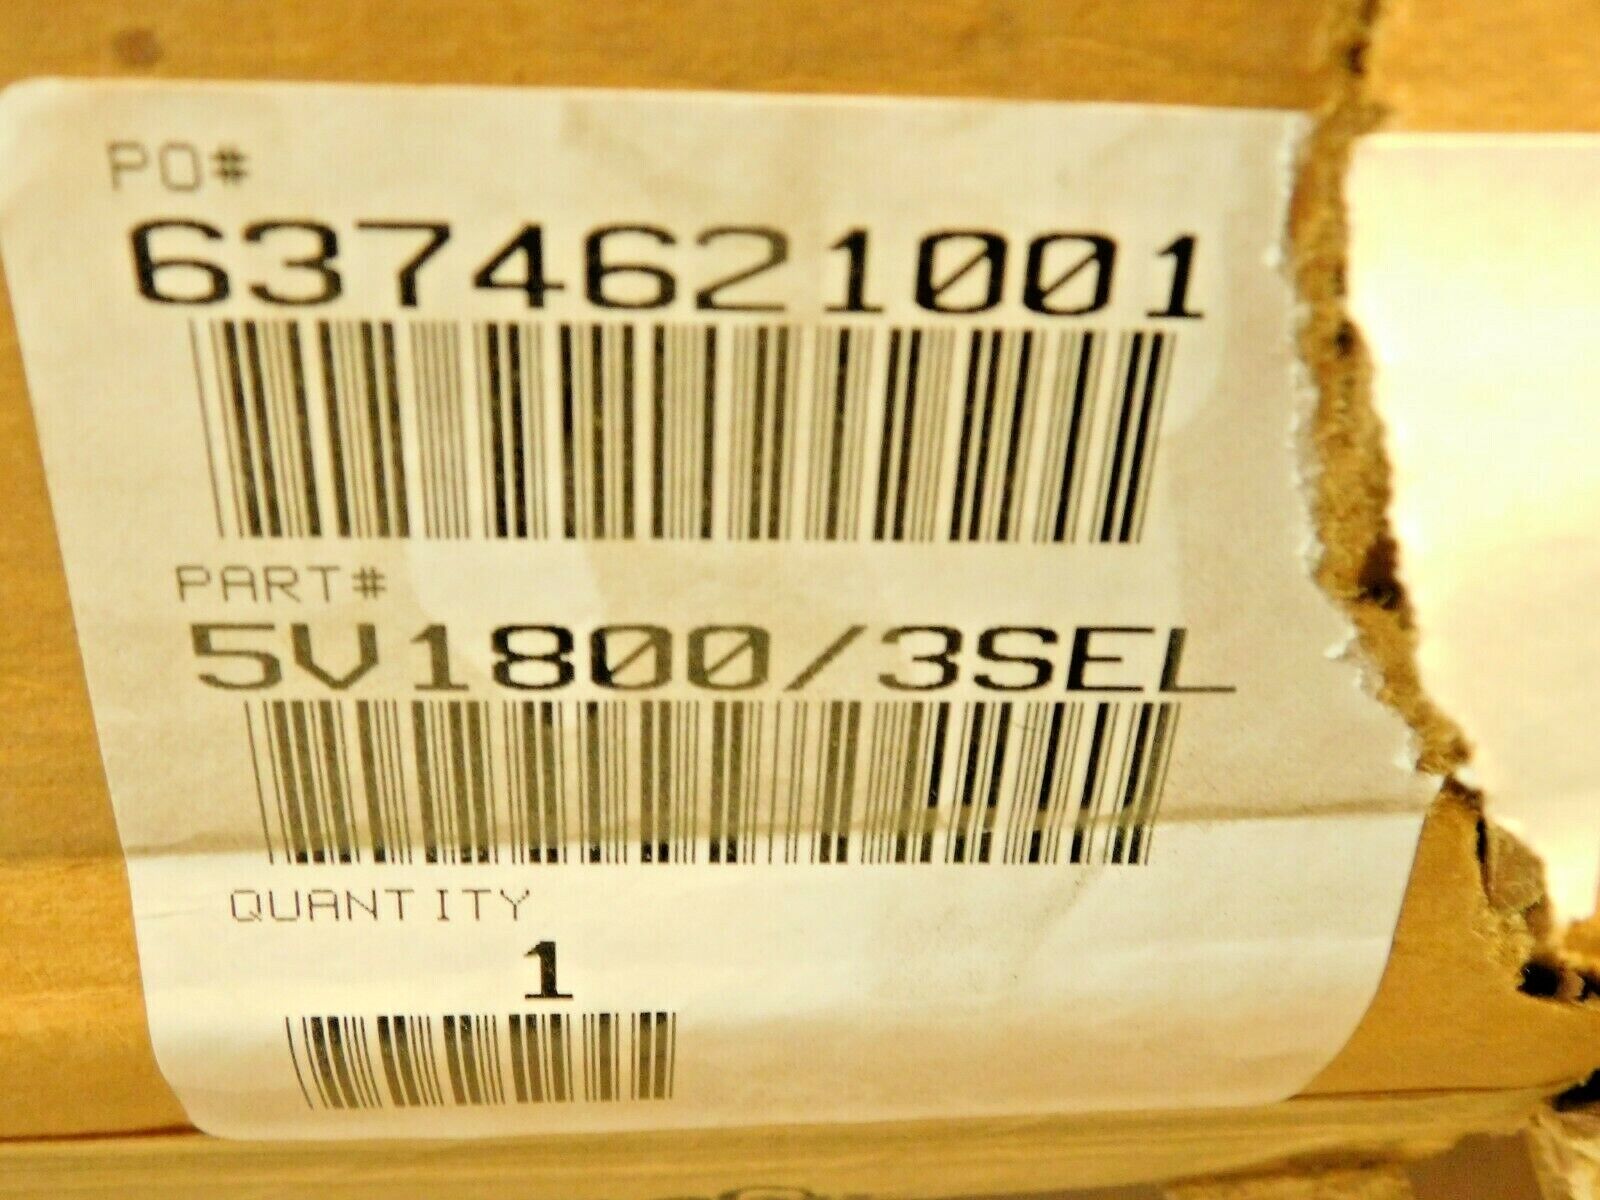 PO#
6374621001
PART#
5V1800/3SEL
QUANTITY
1